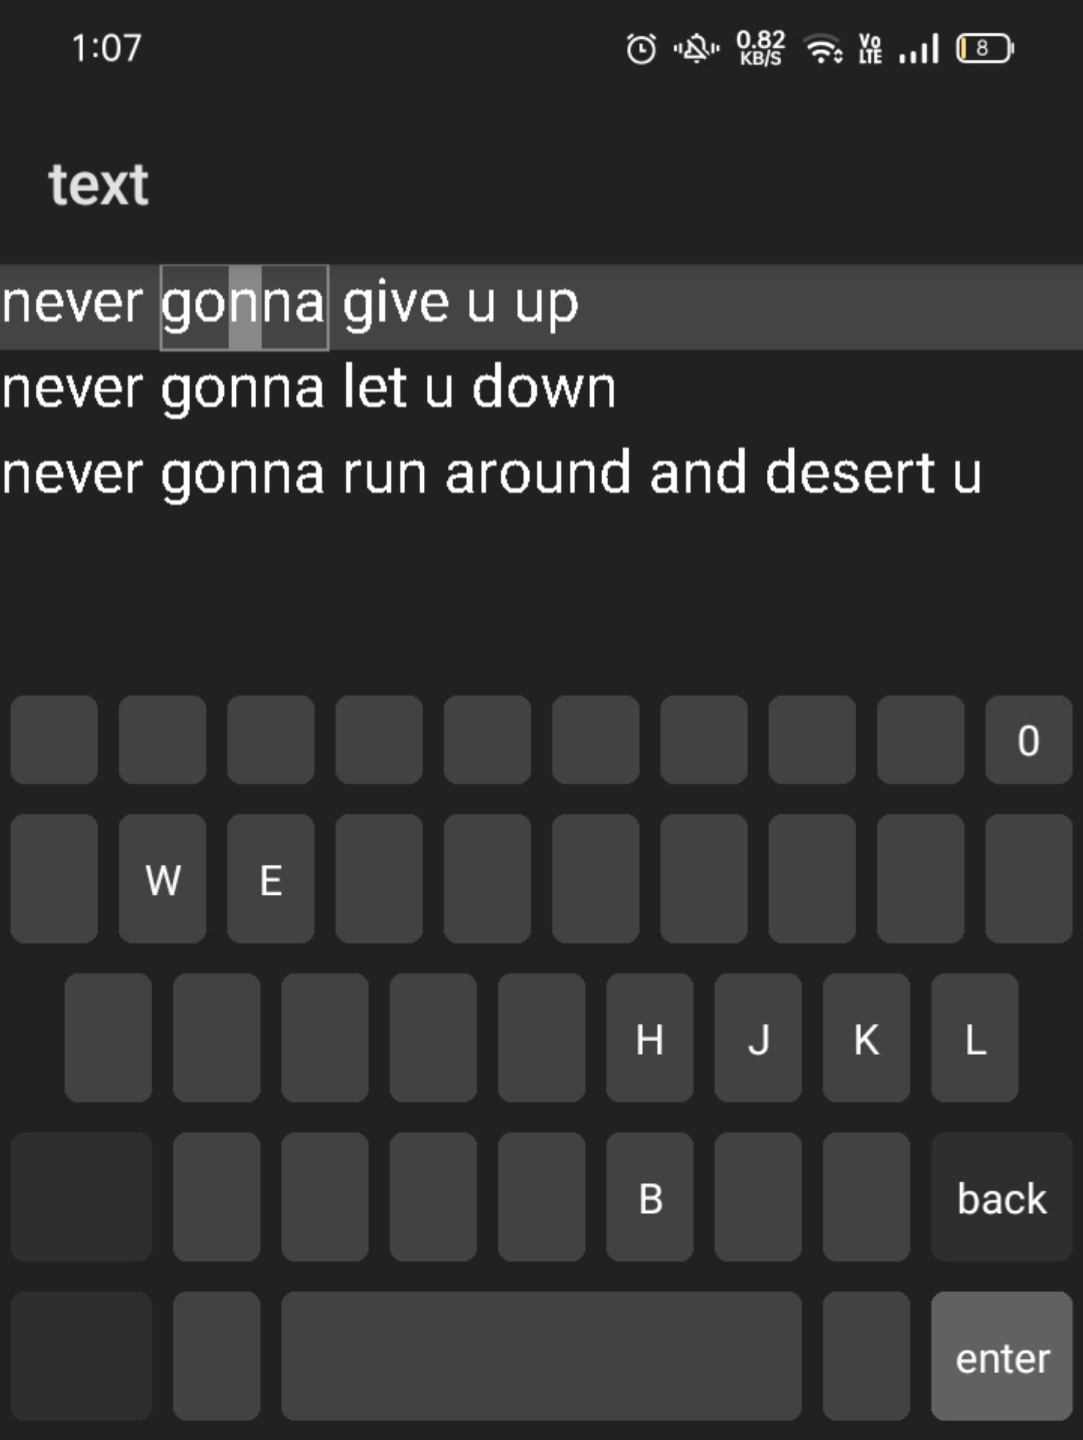 1:07 0.82 KB/S Vo LTE 8
text
never gonna give u up
never gonna let u down
never gonna run around and desert u
0
W E
H J K L
B back
enter